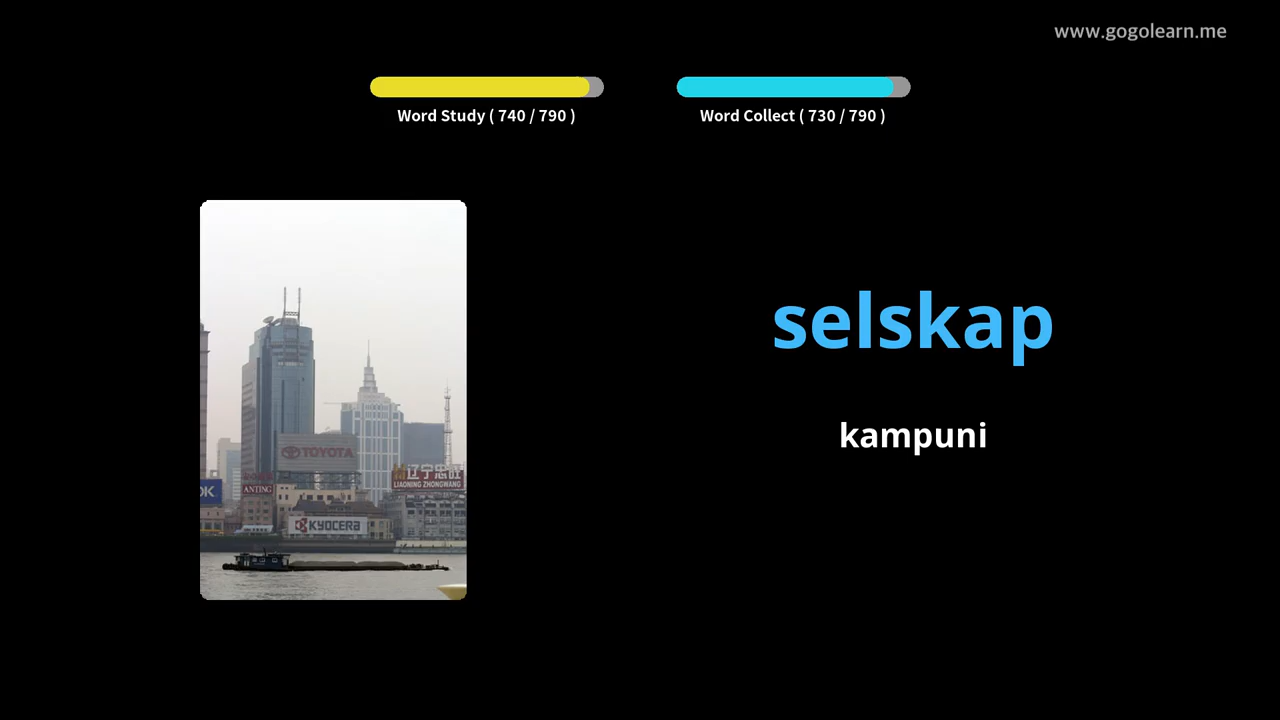 www.gogolearn.me
Word Study ( 740 / 790 )
Word Collect ( 730 / 790 )
selskap
kampuni
TOYOTA
辽宁忠旺
LIAONING ZHONGWANG
OK
ANTING
KYOCERA